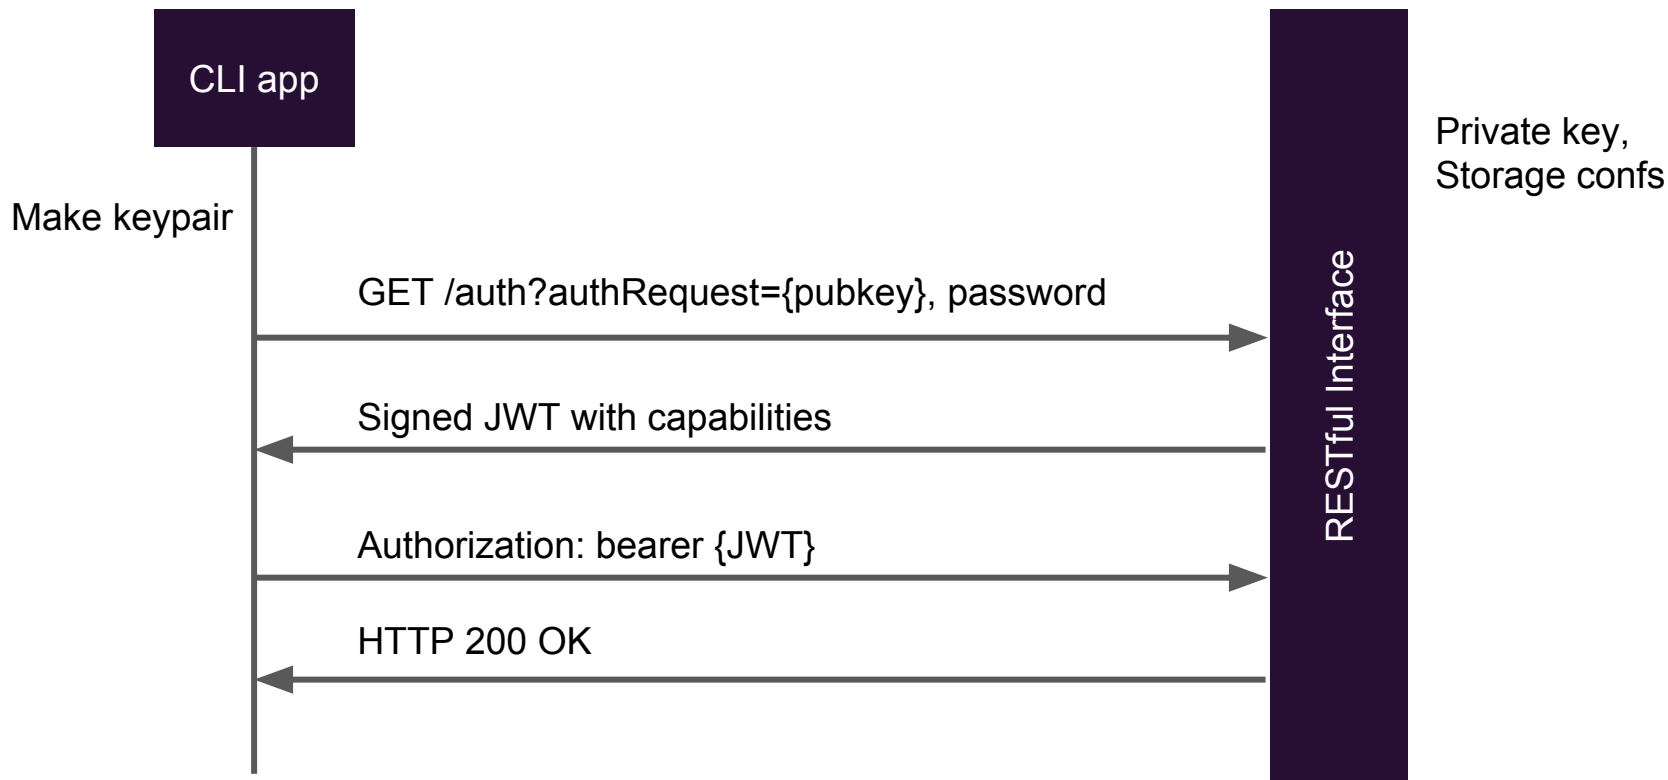 CLI app
Private key,
Storage confs
Make keypair
GET /auth?authRequest={pubkey}, password
Signed JWT with capabilities
Authorization: bearer {JWT}
HTTP 200 OK
RESTful Interface